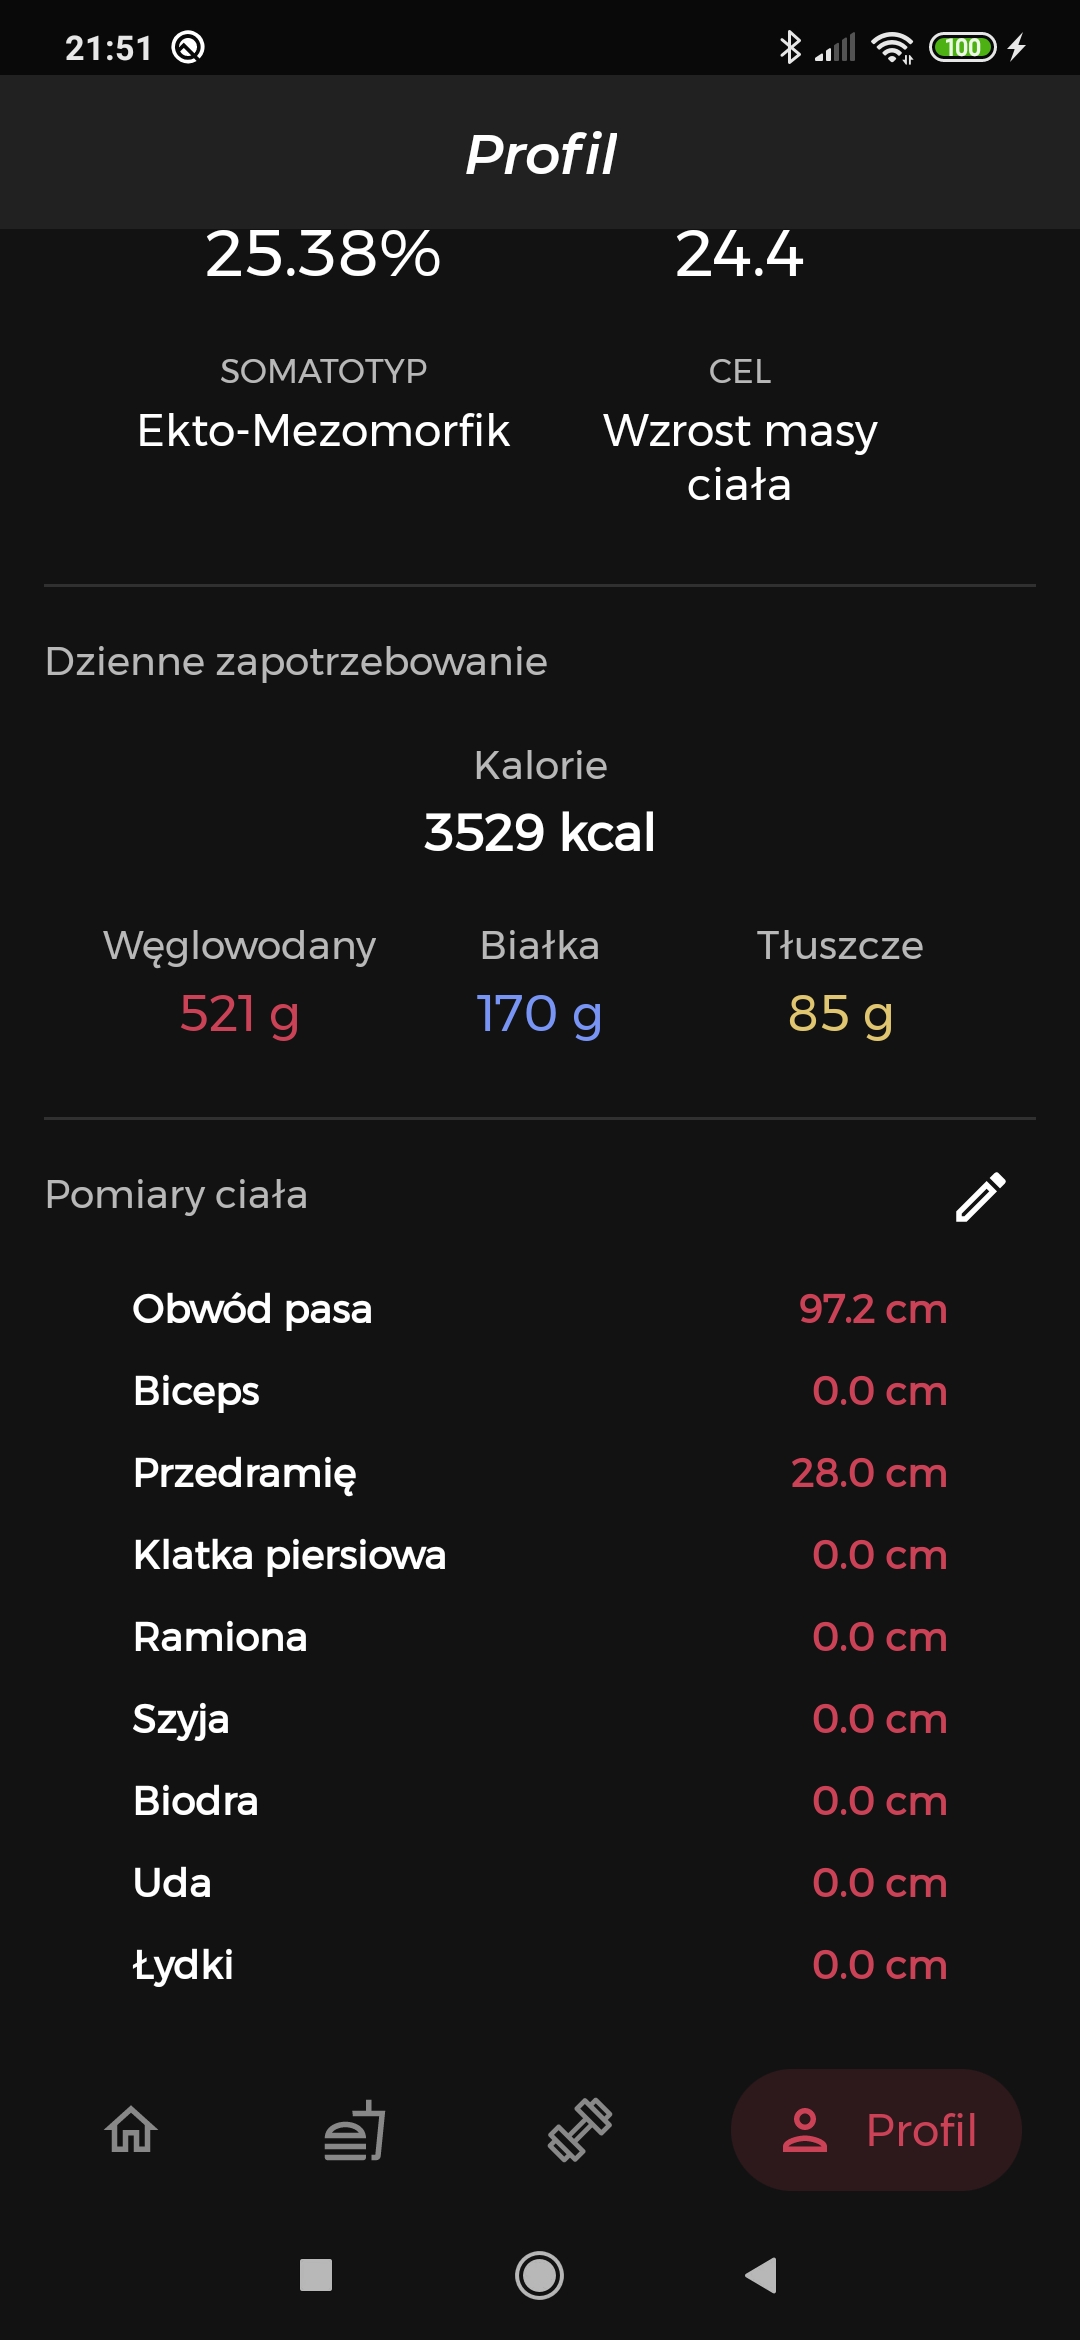 21:51
100
Profil
25.38% 24.4
SOMATOTYP CEL
Ekto-Mezomorfik Wzrost masy
ciała
Dzienne zapotrzebowanie
Kalorie
3529 kcal
Węglowodany Białka Tłuszcze
521 g 170 g 85 g
Pomiary ciała
Obwód pasa 97.2 cm
Biceps 0.0 cm
Przedramię 28.0 cm
Klatka piersiowa 0.0 cm
Ramiona 0.0 cm
Szyja 0.0 cm
Biodra 0.0 cm
Uda 0.0 cm
Łydki 0.0 cm
Profil